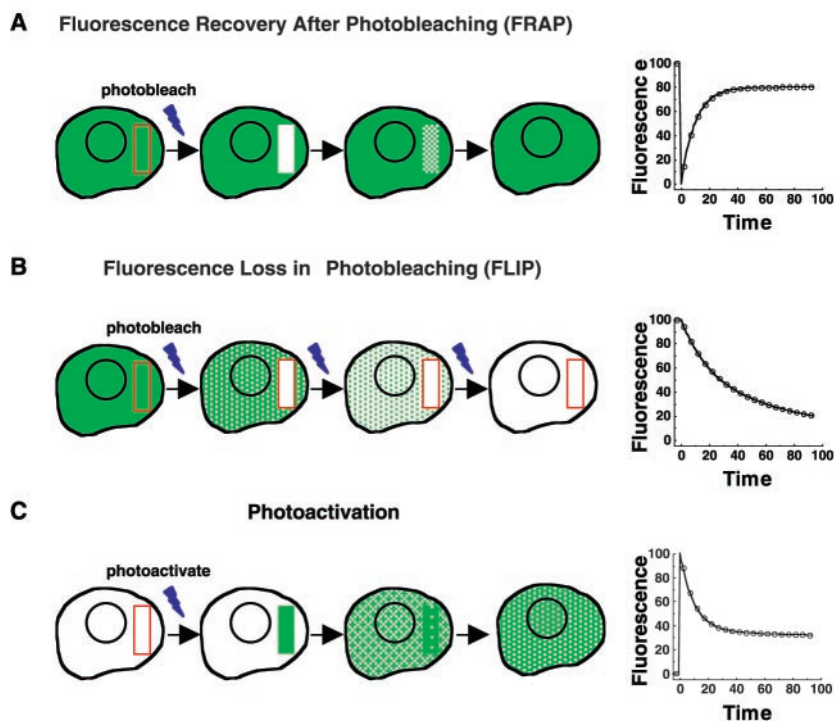 A Fluorescence Recovery After Photobleaching (FRAP)
photobleach
Fluorescenc e
100
80
60
40
20
0
0 20 40 60 80 100
Time
B Fluorescence Loss in Photobleaching (FLIP)
photobleach
Fluorescence
100
80
60
40
20
0
0 20 40 60 80 100
Time
C Photoactivation
photoactivate
Fluorescence
100
80
60
40
20
0
0 20 40 60 80 100
Time